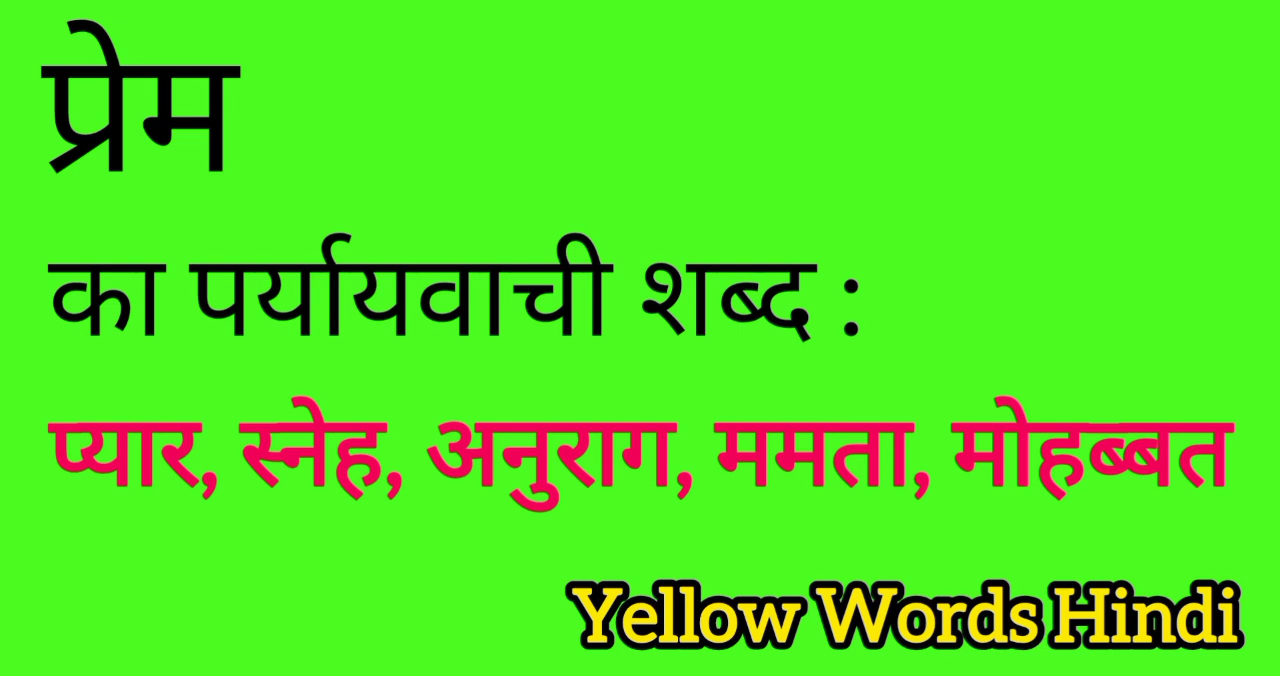 प्रेम
का पर्यायवाची शब्द :
प्यार, स्नेह, अनुराग, ममता, मोहब्बत
Yellow Words Hindi